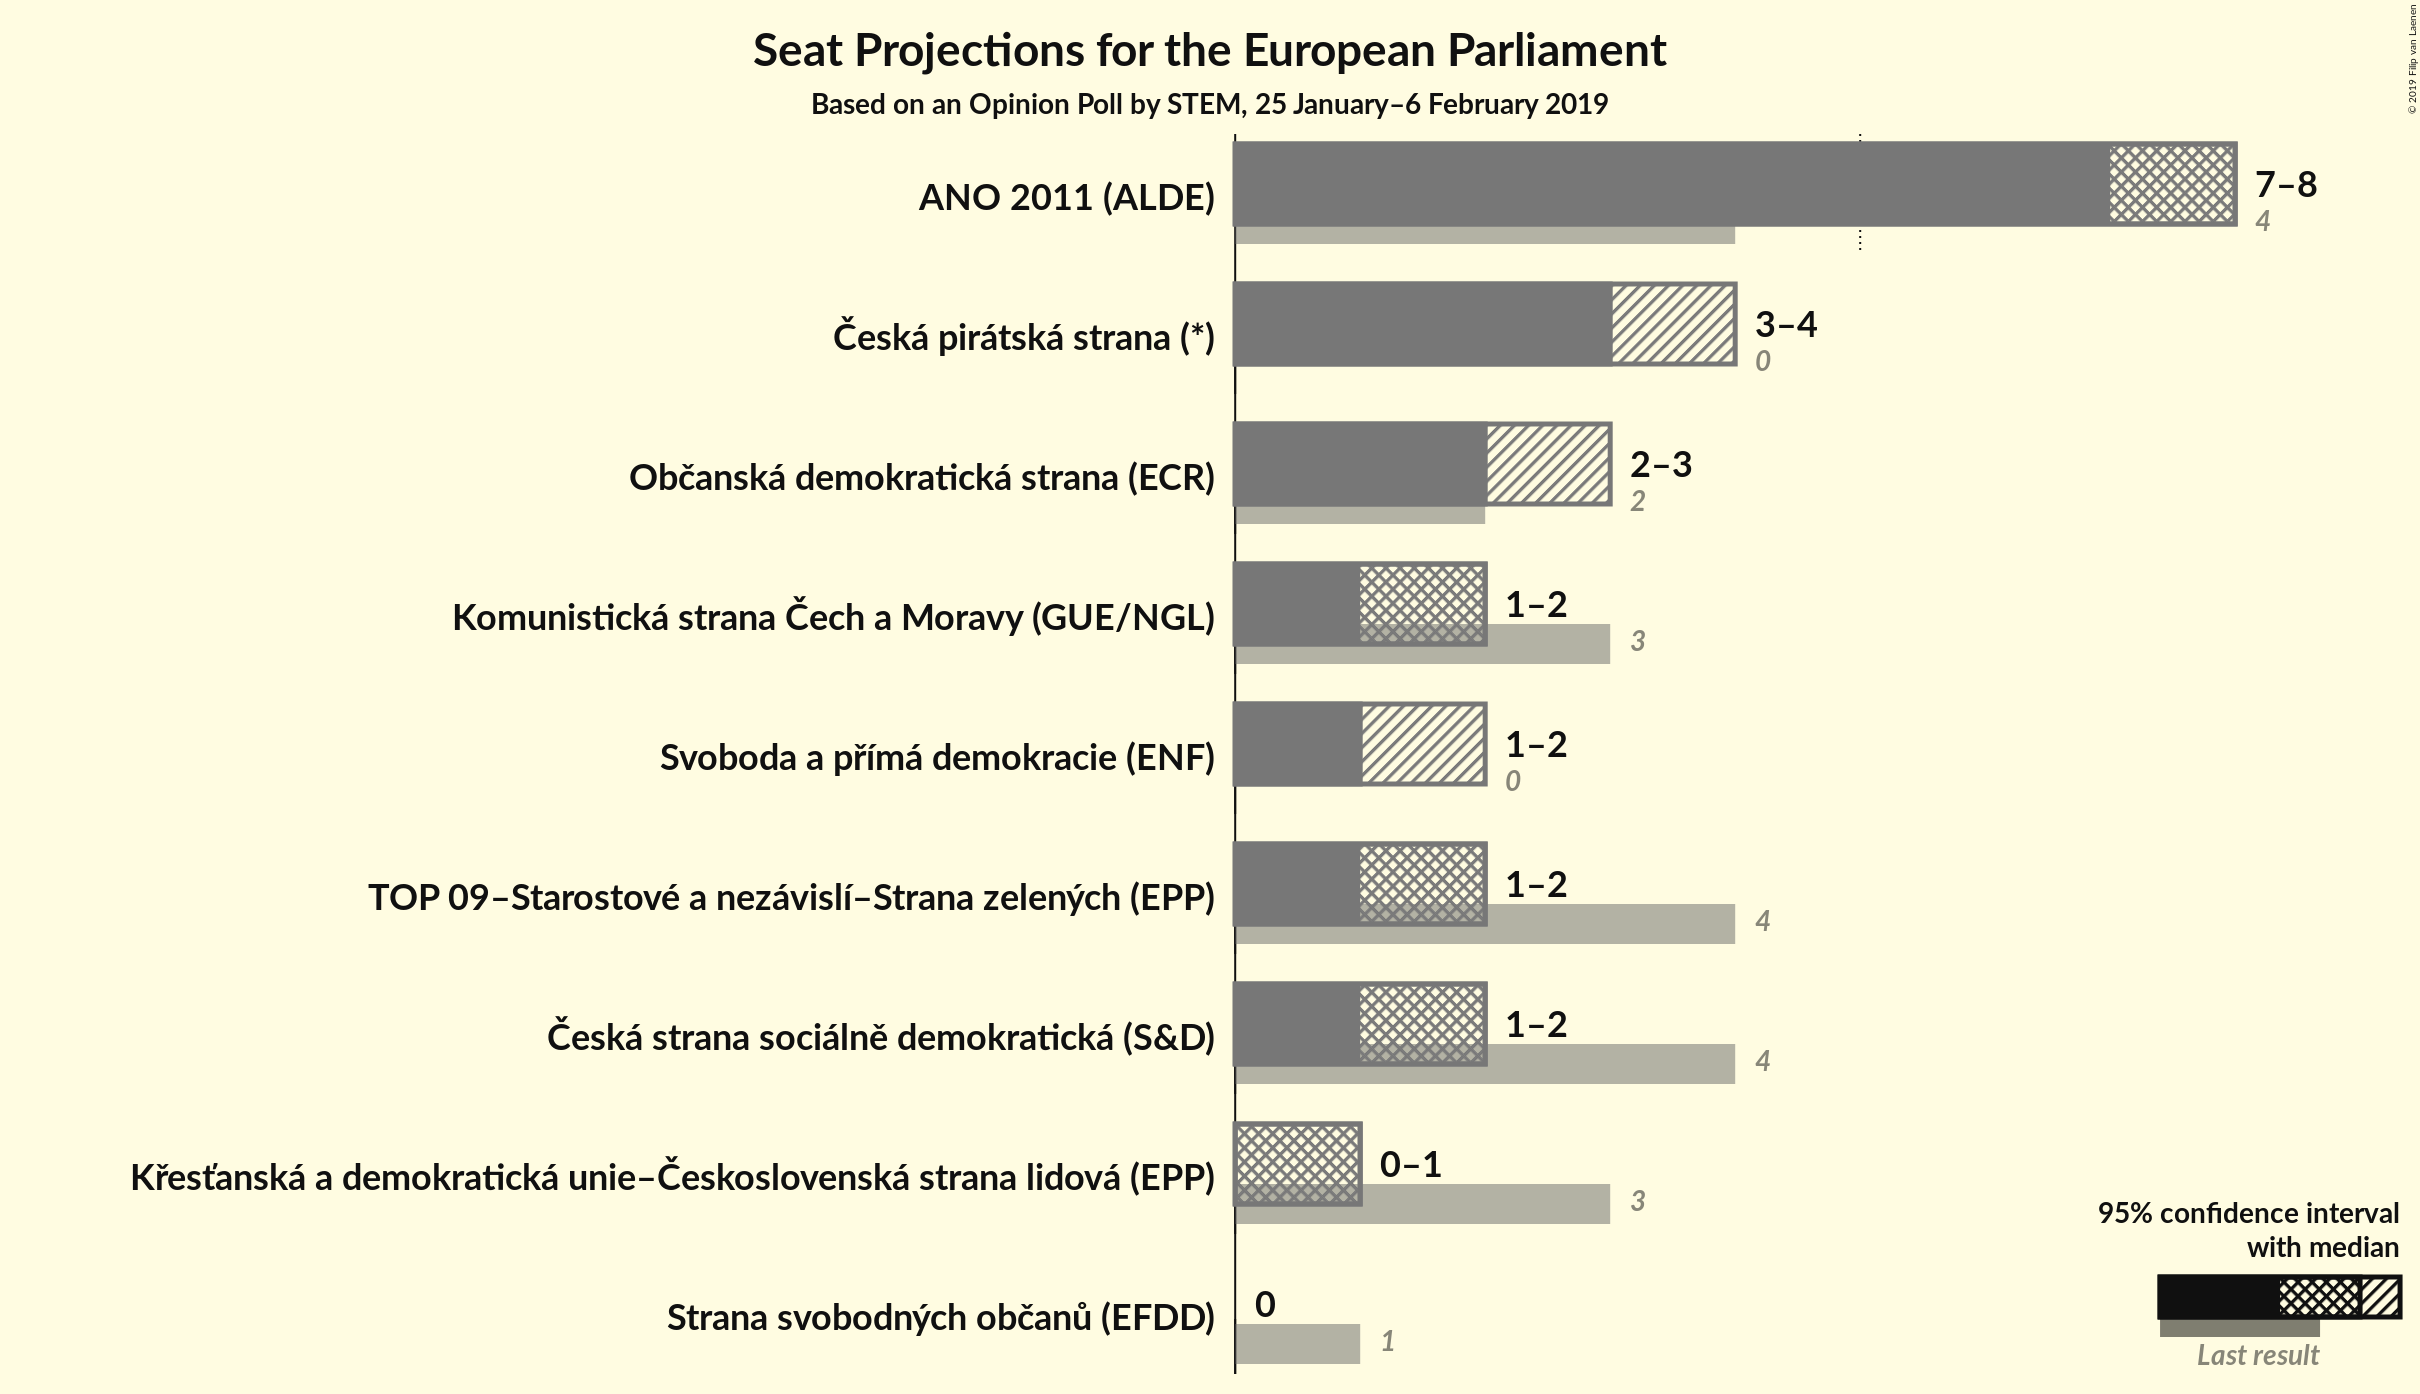 Seat Projections for the European Parliament
Based on an Opinion Poll by STEM, 25 January–6 February 2019
© 2019 Filip van Laenen
ANO 2011 (ALDE)
7–8
4
Česká pirátská strana (*)
3–4
0
Občanská demokratická strana (ECR)
2–3
2
Komunistická strana Čech a Moravy (GUE/NGL)
1–2
3
Svoboda a přímá demokracie (ENF)
1–2
0
TOP 09–Starostové a nezávislí–Strana zelených (EPP)
1–2
4
Česká strana sociálně demokratická (S&D)
1–2
4
Křesťanská a demokratická unie–Československá strana lidová (EPP)
0–1
3
Strana svobodných občanů (EFDD)
0
1
95% confidence interval
with median
Last result